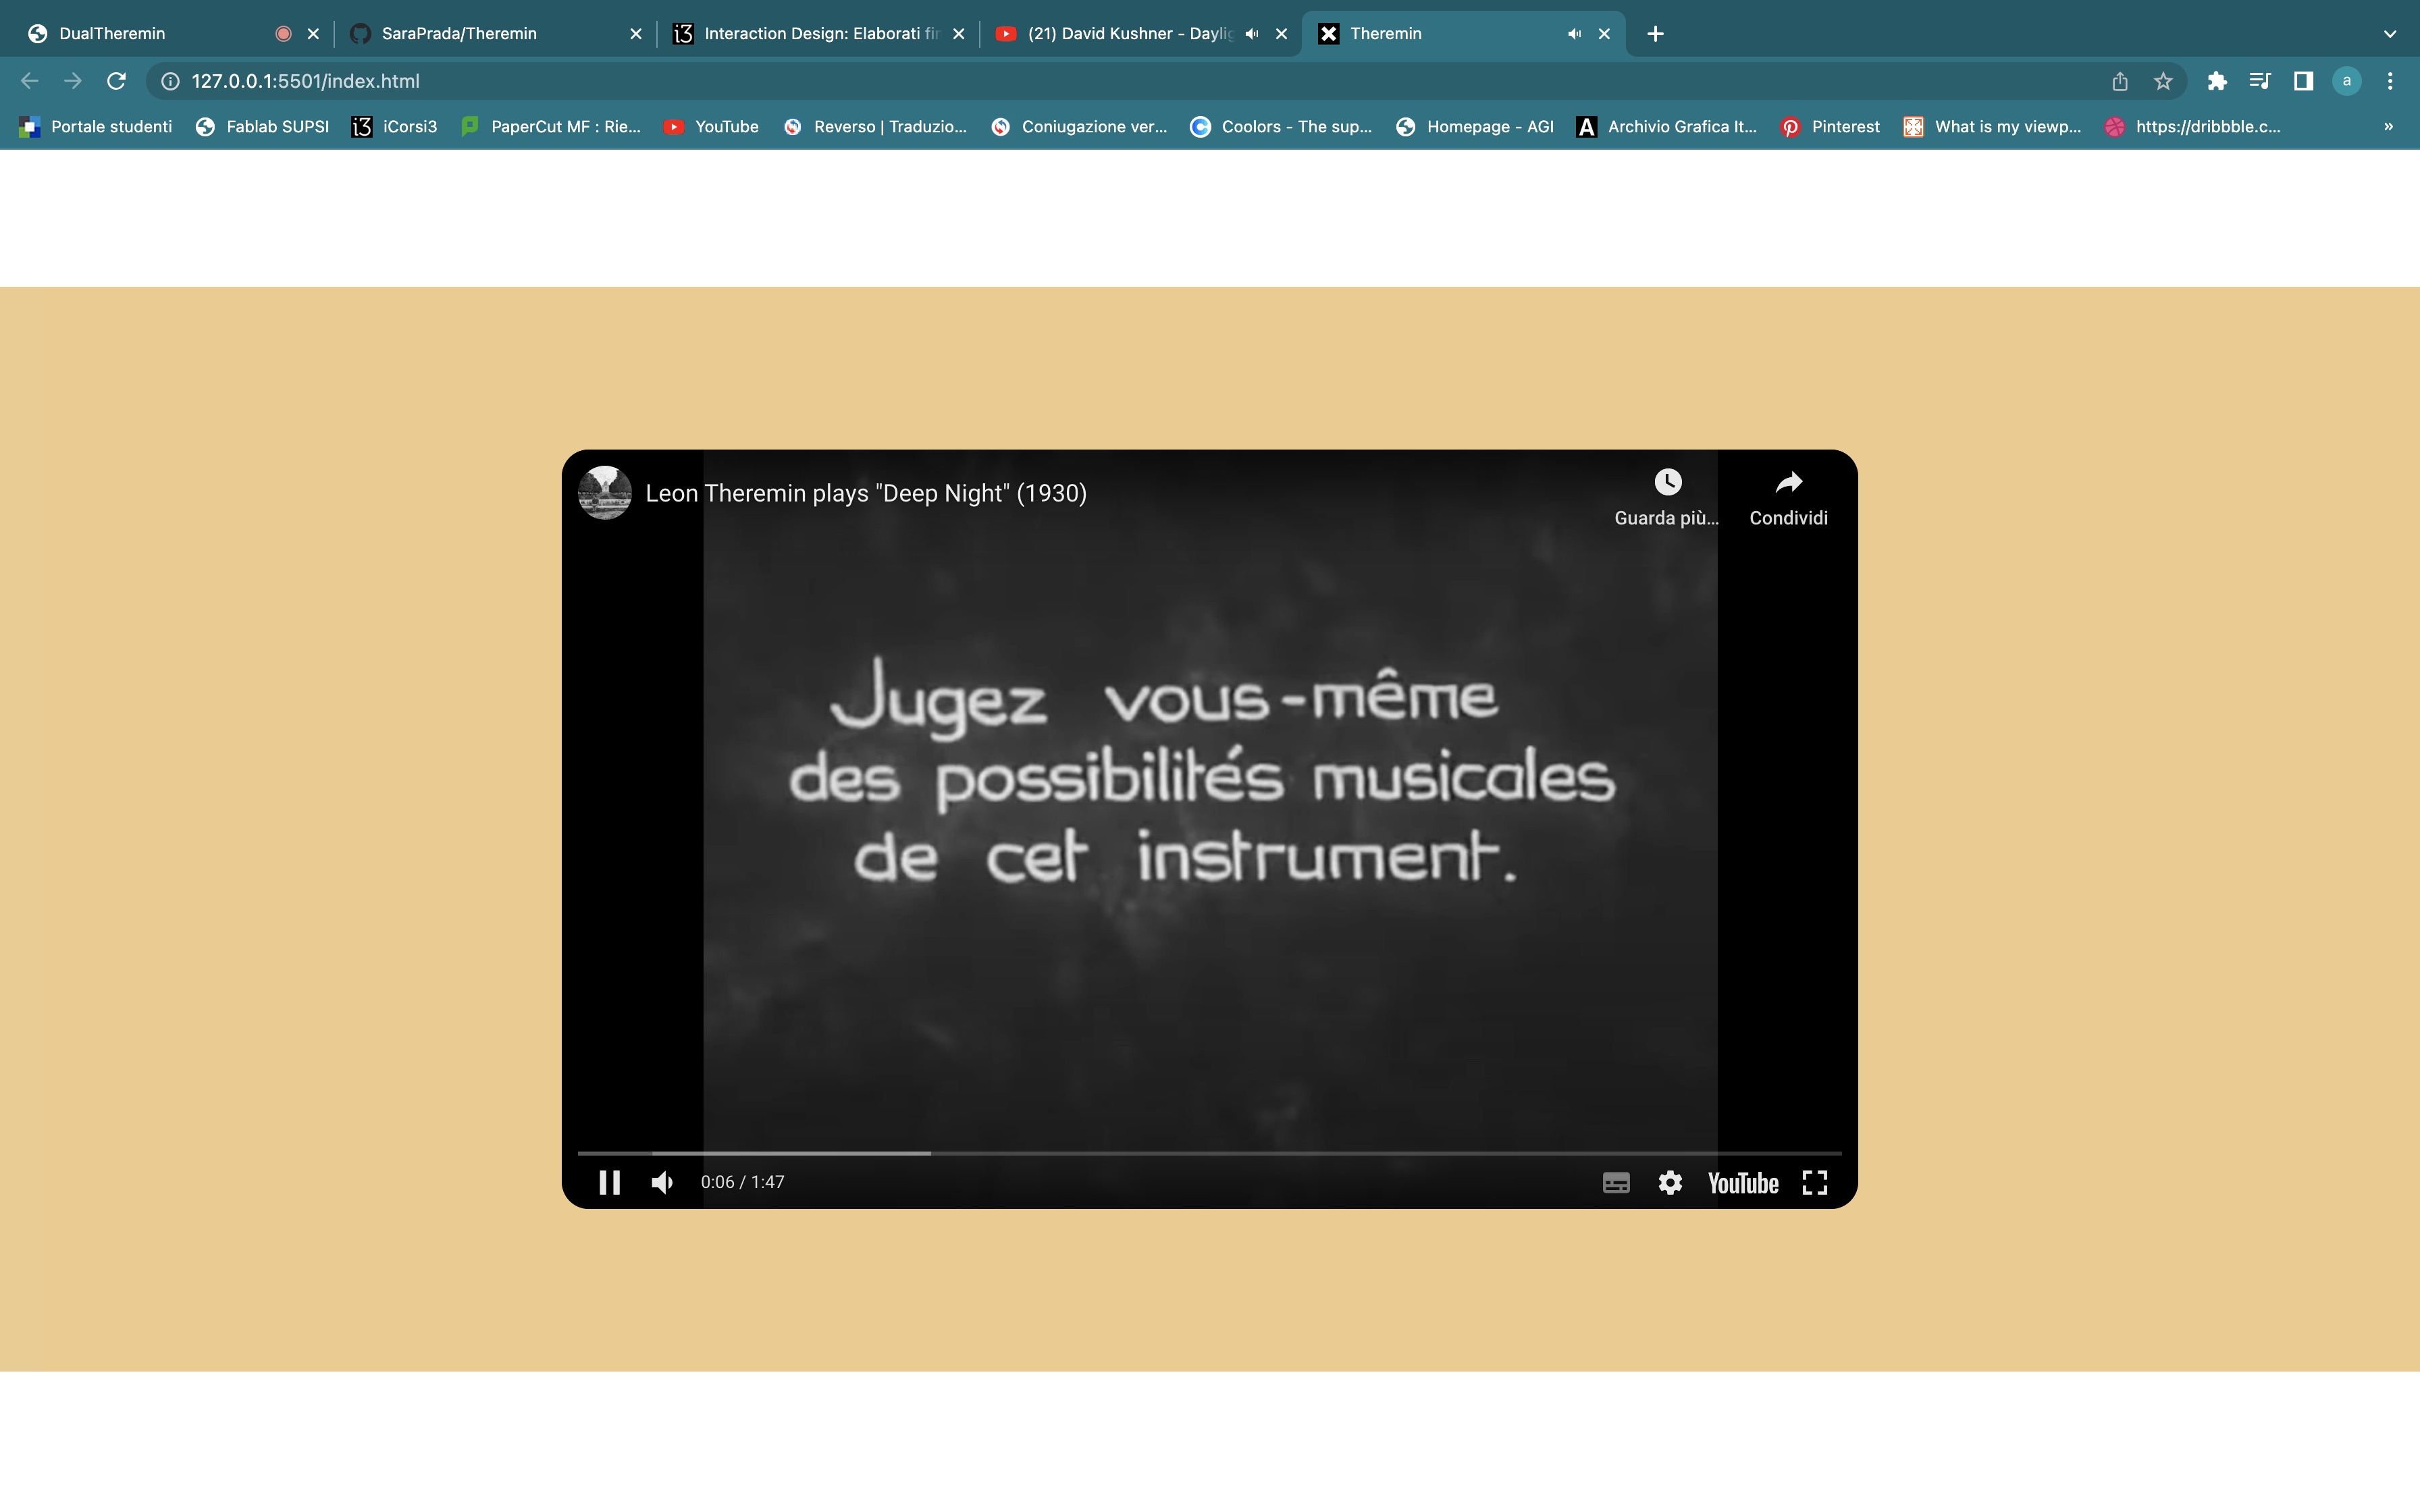 DualTheremin
SaraPrada/Theremin
Interaction Design: Elaborati fin
(21) David Kushner - Daylig
Theremin
127.0.0.1:5501/index.html
a
Portale studenti
Fablab SUPSI
i3 iCorsi3
PaperCut MF : Rie...
YouTube
Reverso | Traduzio...
Coniugazione ver...
Coolors - The sup...
Homepage - AGI
A Archivio Grafica It...
Pinterest
What is my viewp...
https://dribbble.c...
»
Leon Theremin plays "Deep Night" (1930)
Guarda più...
Condividi
Jugez vous-même
des possibilités musicales
de cet instrument.
0:06 / 1:47
YouTube